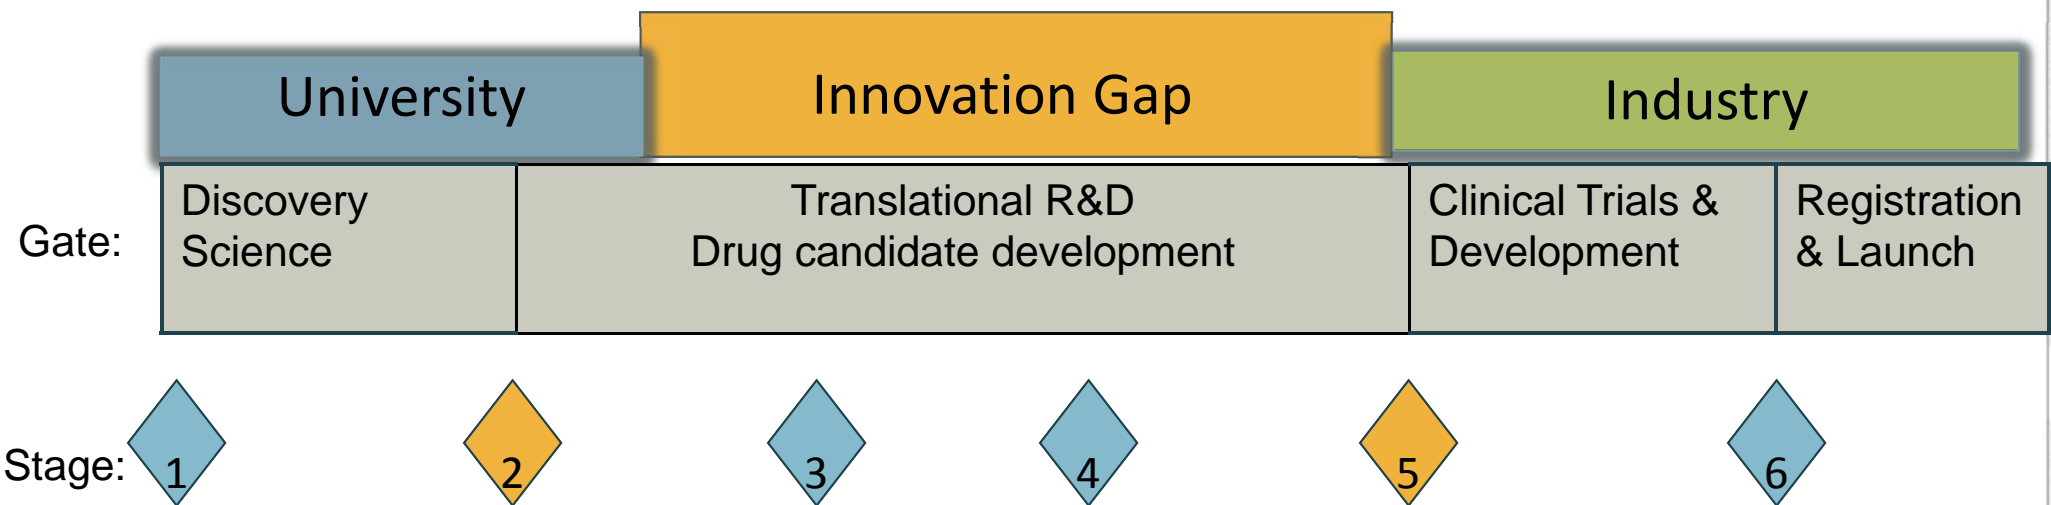 University
Innovation Gap
Industry
Gate:
Discovery
Science
Translational R&D
Drug candidate development
Clinical Trials &
Development
Registration
& Launch
Stage:
1
2
3
4
5
6